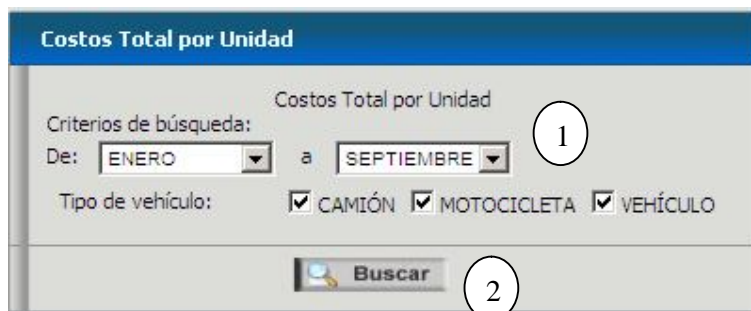 Costos Total por Unidad
Costos Total por Unidad
Criterios de búsqueda:
De: ENERO a SEPTIEMBRE 1
Tipo de vehículo: CAMIÓN MOTOCICLETA VEHÍCULO
Buscar 2